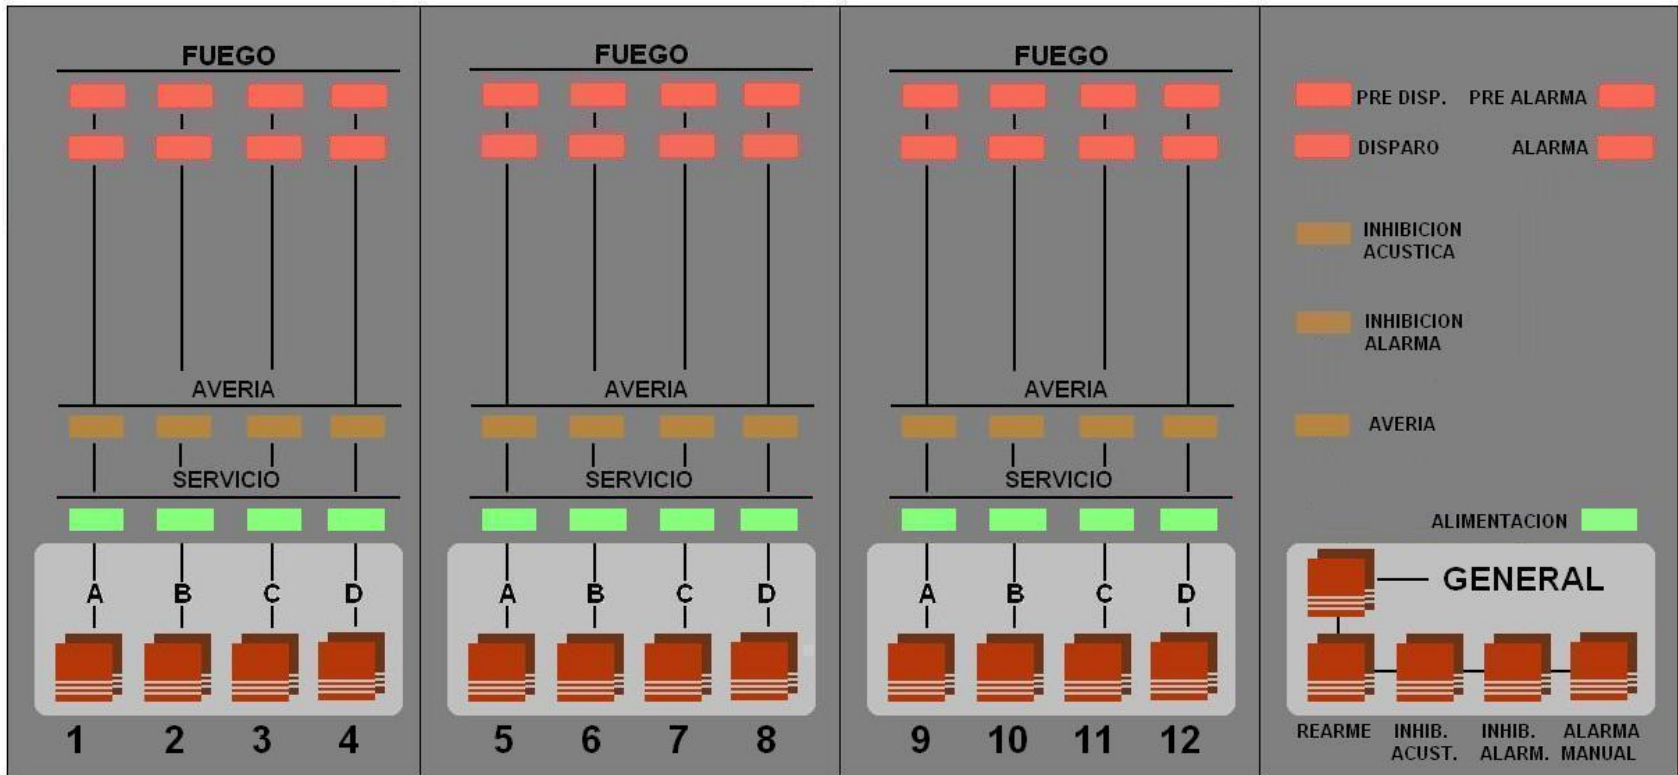 FUEGO
AVERIA
SERVICIO
A B C D
1 2 3 4
FUEGO
AVERIA
SERVICIO
A B C D
5 6 7 8
FUEGO
AVERIA
SERVICIO
A B C D
9 10 11 12
PRE DISP. PRE ALARMA
DISPARO ALARMA
INHIBICION
ACUSTICA
INHIBICION
ALARMA
AVERIA
ALIMENTACION
GENERAL
REARME INHIB. INHIB. ALARMA
ACUST. ALARM. MANUAL